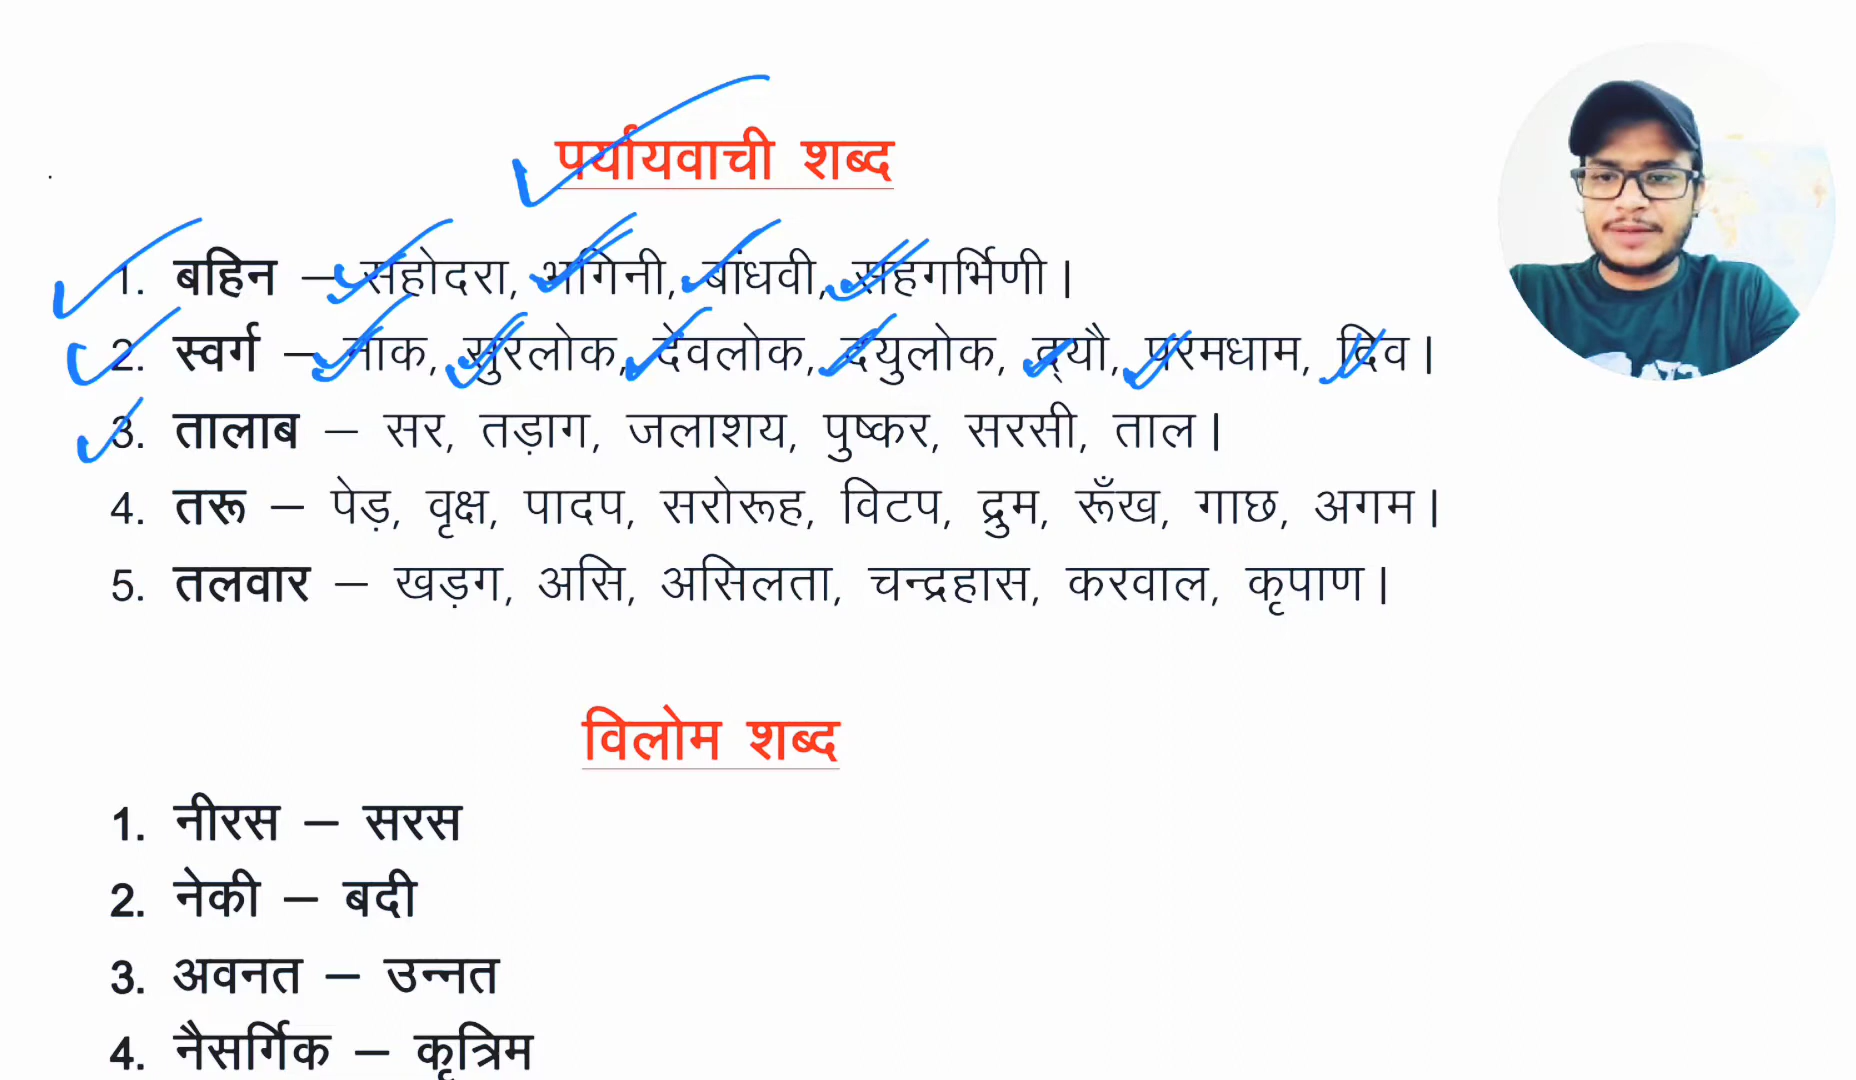 पर्यायवाची शब्द
1. बहिन – सहोदरा, भगिनी, बांधवी, सहगर्भिणी।
2. स्वर्ग – नाक, सुरलोक, देवलोक, दयुलोक, द्यौ, परमधाम, दिव।
3. तालाब – सर, तड़ाग, जलाशय, पुष्कर, सरसी, ताल।
4. तरू – पेड़, वृक्ष, पादप, सरोरूह, विटप, द्रुम, रूँख, गाछ, अगम।
5. तलवार – खड़ग, असि, असिलता, चन्द्रहास, करवाल, कृपाण।
विलोम शब्द
1. नीरस – सरस
2. नेकी – बदी
3. अवनत – उन्नत
4. नैसर्गिक – कृत्रिम